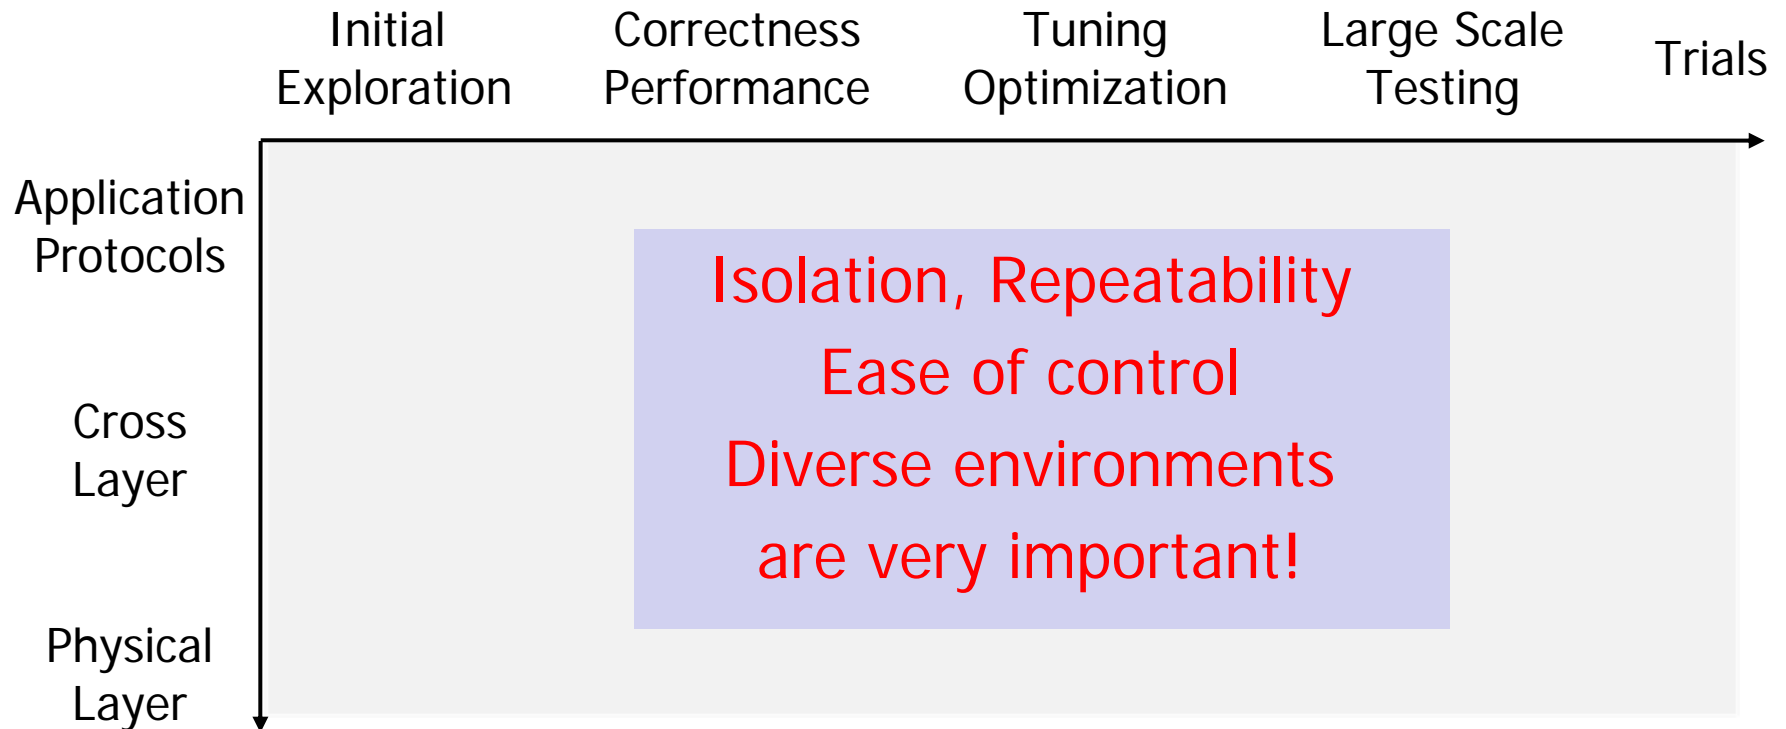 Initial
Exploration
Correctness
Performance
Tuning
Optimization
Large Scale
Testing
Trials
Application
Protocols
Cross
Layer
Physical
Layer
Isolation, Repeatability
Ease of control
Diverse environments
are very important!